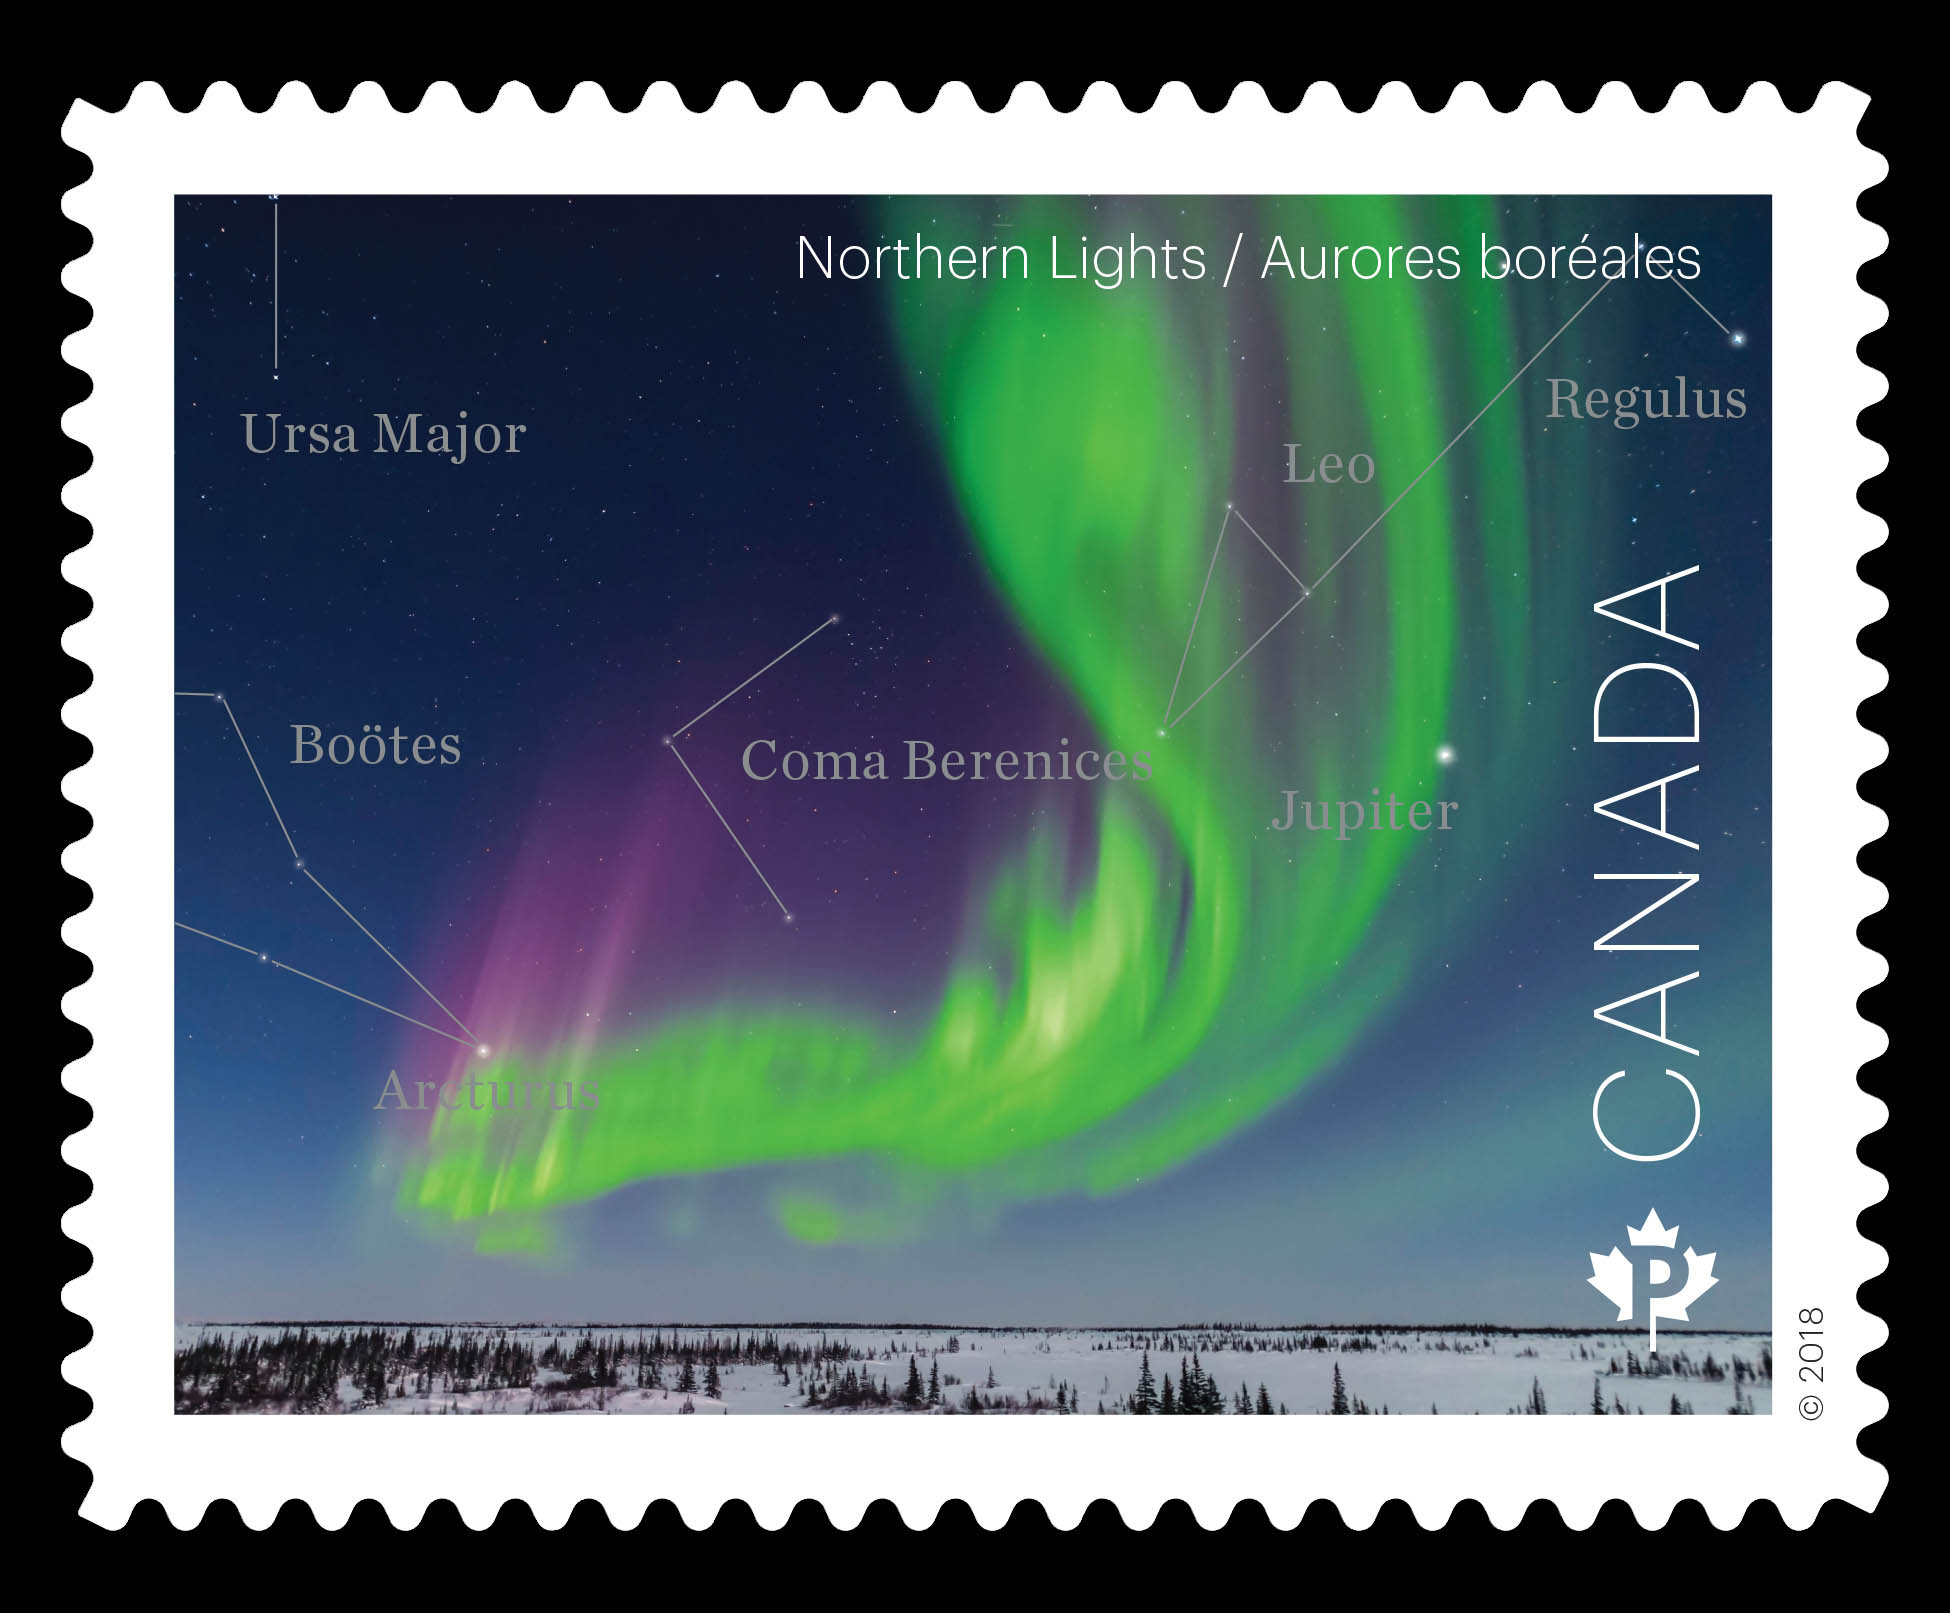 Northern Lights / Aurores boréales
Regulus
Ursa Major
Leo
Boötes
Coma Berenices
Jupiter
Arcturus
CANADA
P
© 2018